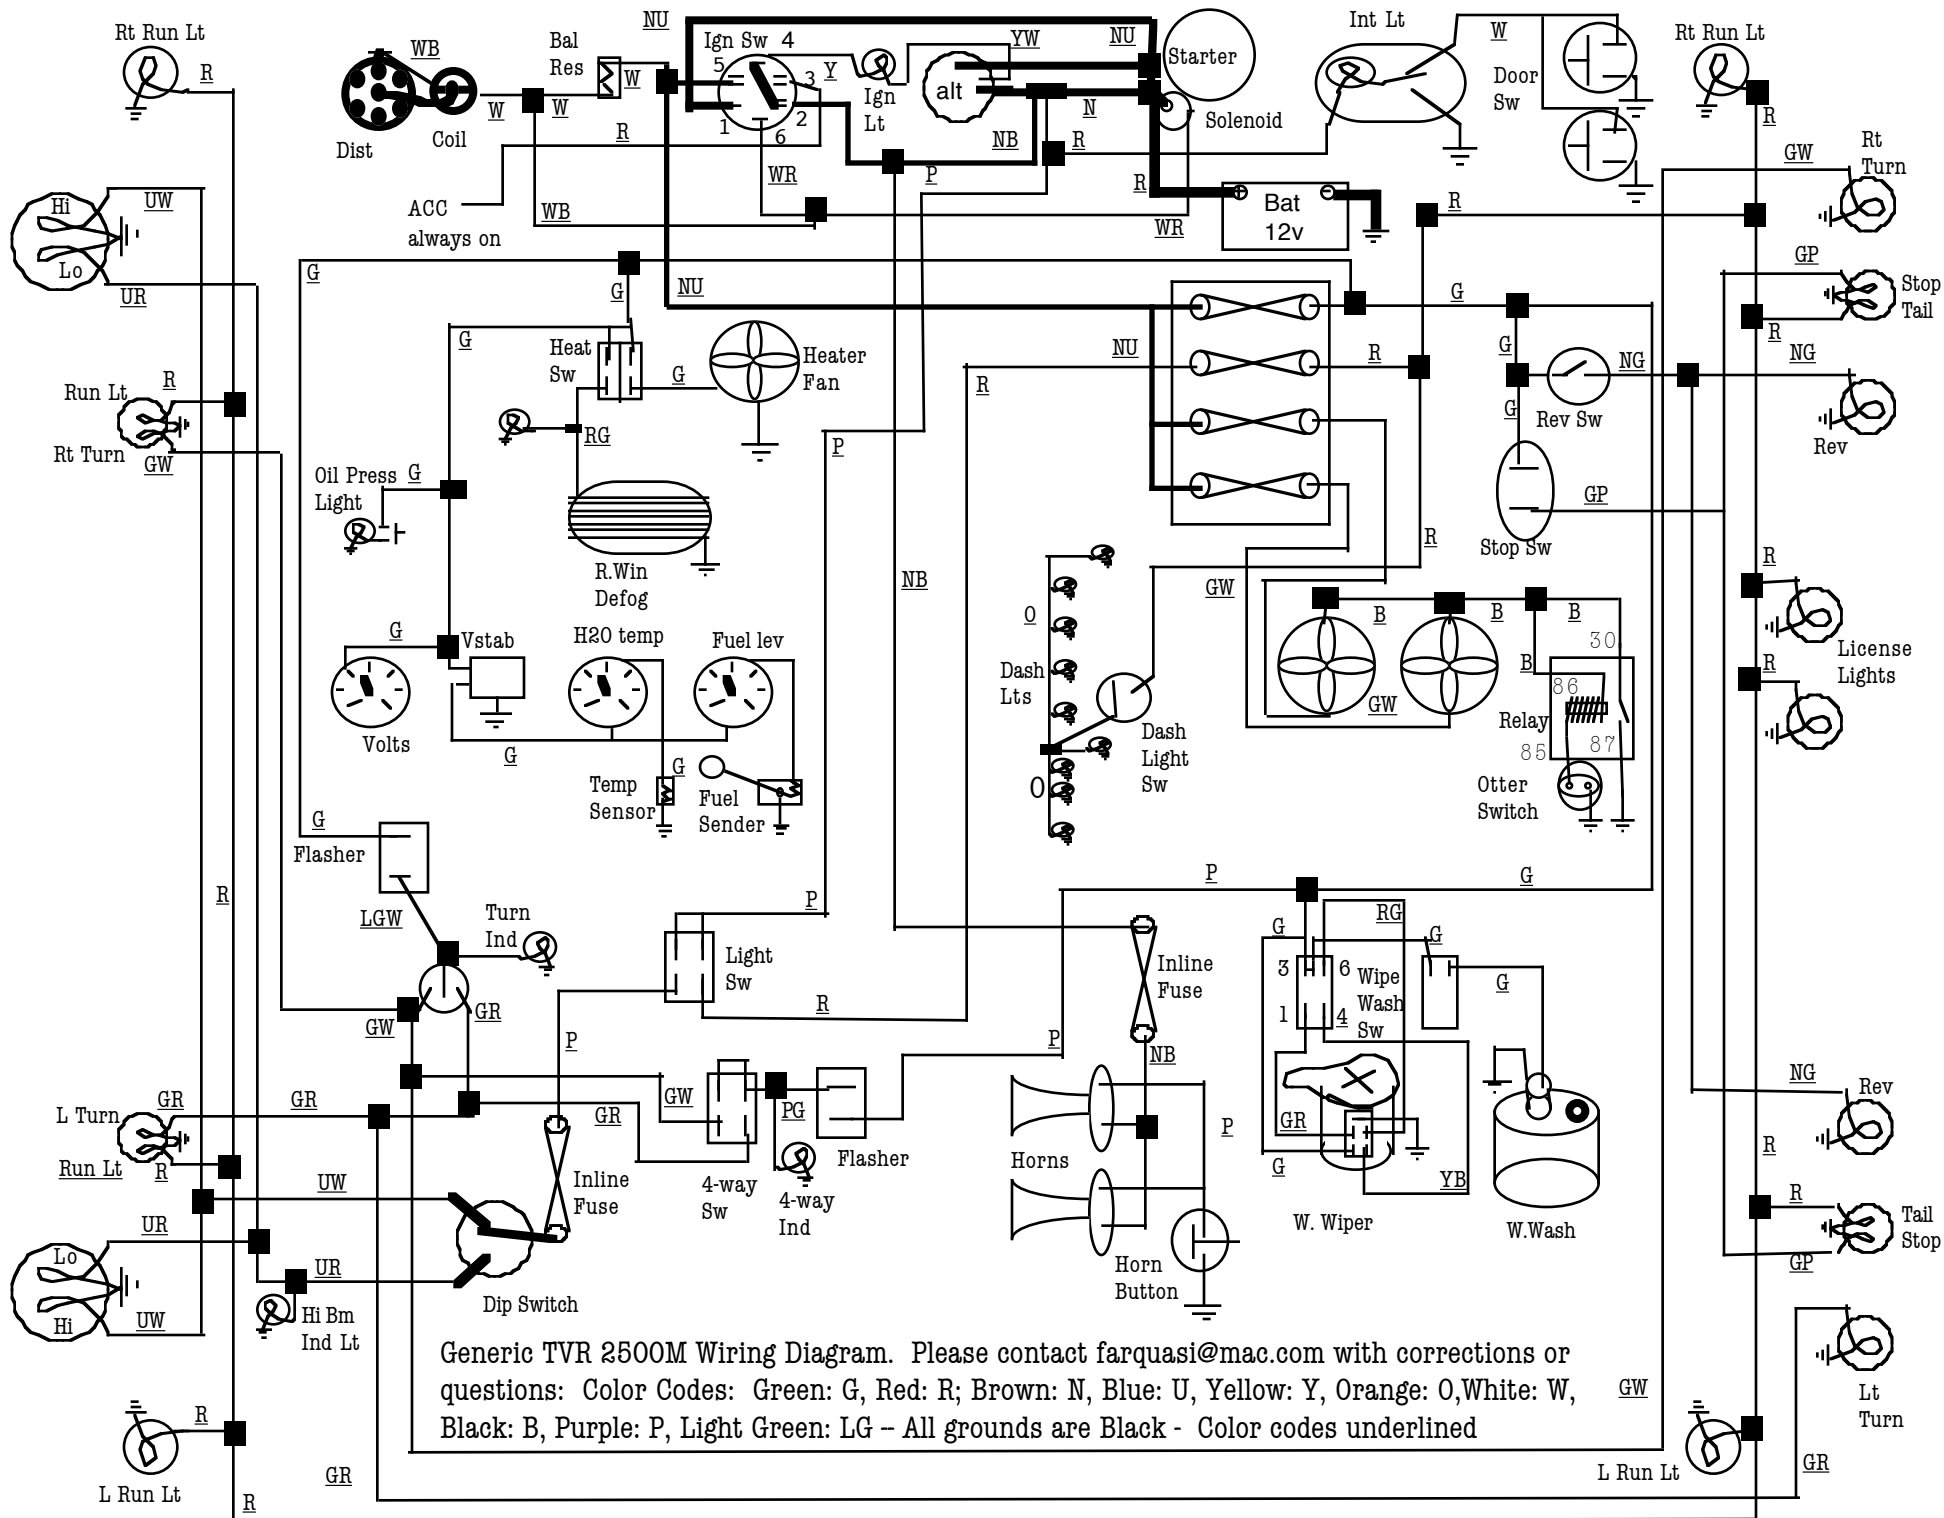 Rt Run Lt
R
WB
Dist
Coil
W
W
Bal
Res
W
NU
Ign Sw
4
5
3
1
2
6
Y
R
WR
ACC
always on
WB
Ign
Lt
alt
YW
NU
N
NB
R
P
Starter
Solenoid
R
WR
Bat
12v
Int Lt
W
Door
Sw
Rt Run Lt
R
Rt
Turn
GW
R
GP
Stop
Tail
R
NG
Rev
Hi
Lo
UW
UR
G
G
NU
G
Heat
Sw
G
Heater
Fan
RG
Run Lt
R
Rt Turn
GW
Oil Press
Light
G
R.Win
Defog
NU
R
P
R
G
G
G
NG
Rev Sw
GP
Stop Sw
R
NB
GW
O
Dash
Lts
O
Dash
Light
Sw
B
B
B
B
GW
30
86
Relay
85
87
Otter
Switch
R
R
License
Lights
G
Vstab
Volts
G
H2O temp
Fuel lev
Temp
Sensor
G
Fuel
Sender
G
Flasher
R
LGW
Turn
Ind
GW
GR
P
Light
Sw
R
P
P
G
P
Inline
Fuse
NB
G
RG
G
3
6
1
4
Wipe
Wash
Sw
G
GR
G
YB
W. Wiper
W.Wash
L Turn
GR
GR
Run Lt
R
GR
GW
PG
Flasher
4-way
Sw
4-way
Ind
Inline
Fuse
Horns
P
Horn
Button
UW
UR
UR
Dip Switch
Lo
Hi
UW
Hi Bm
Ind Lt
NG
Rev
R
R
Tail
Stop
GP
Lt
Turn
GW
GR
L Run Lt
R
L Run Lt
R
GR
Generic TVR 2500M Wiring Diagram. Please contact farquasi@mac.com with corrections or
questions: Color Codes: Green: G, Red: R; Brown: N, Blue: U, Yellow: Y, Orange: O,White: W,
Black: B, Purple: P, Light Green: LG -- All grounds are Black - Color codes underlined